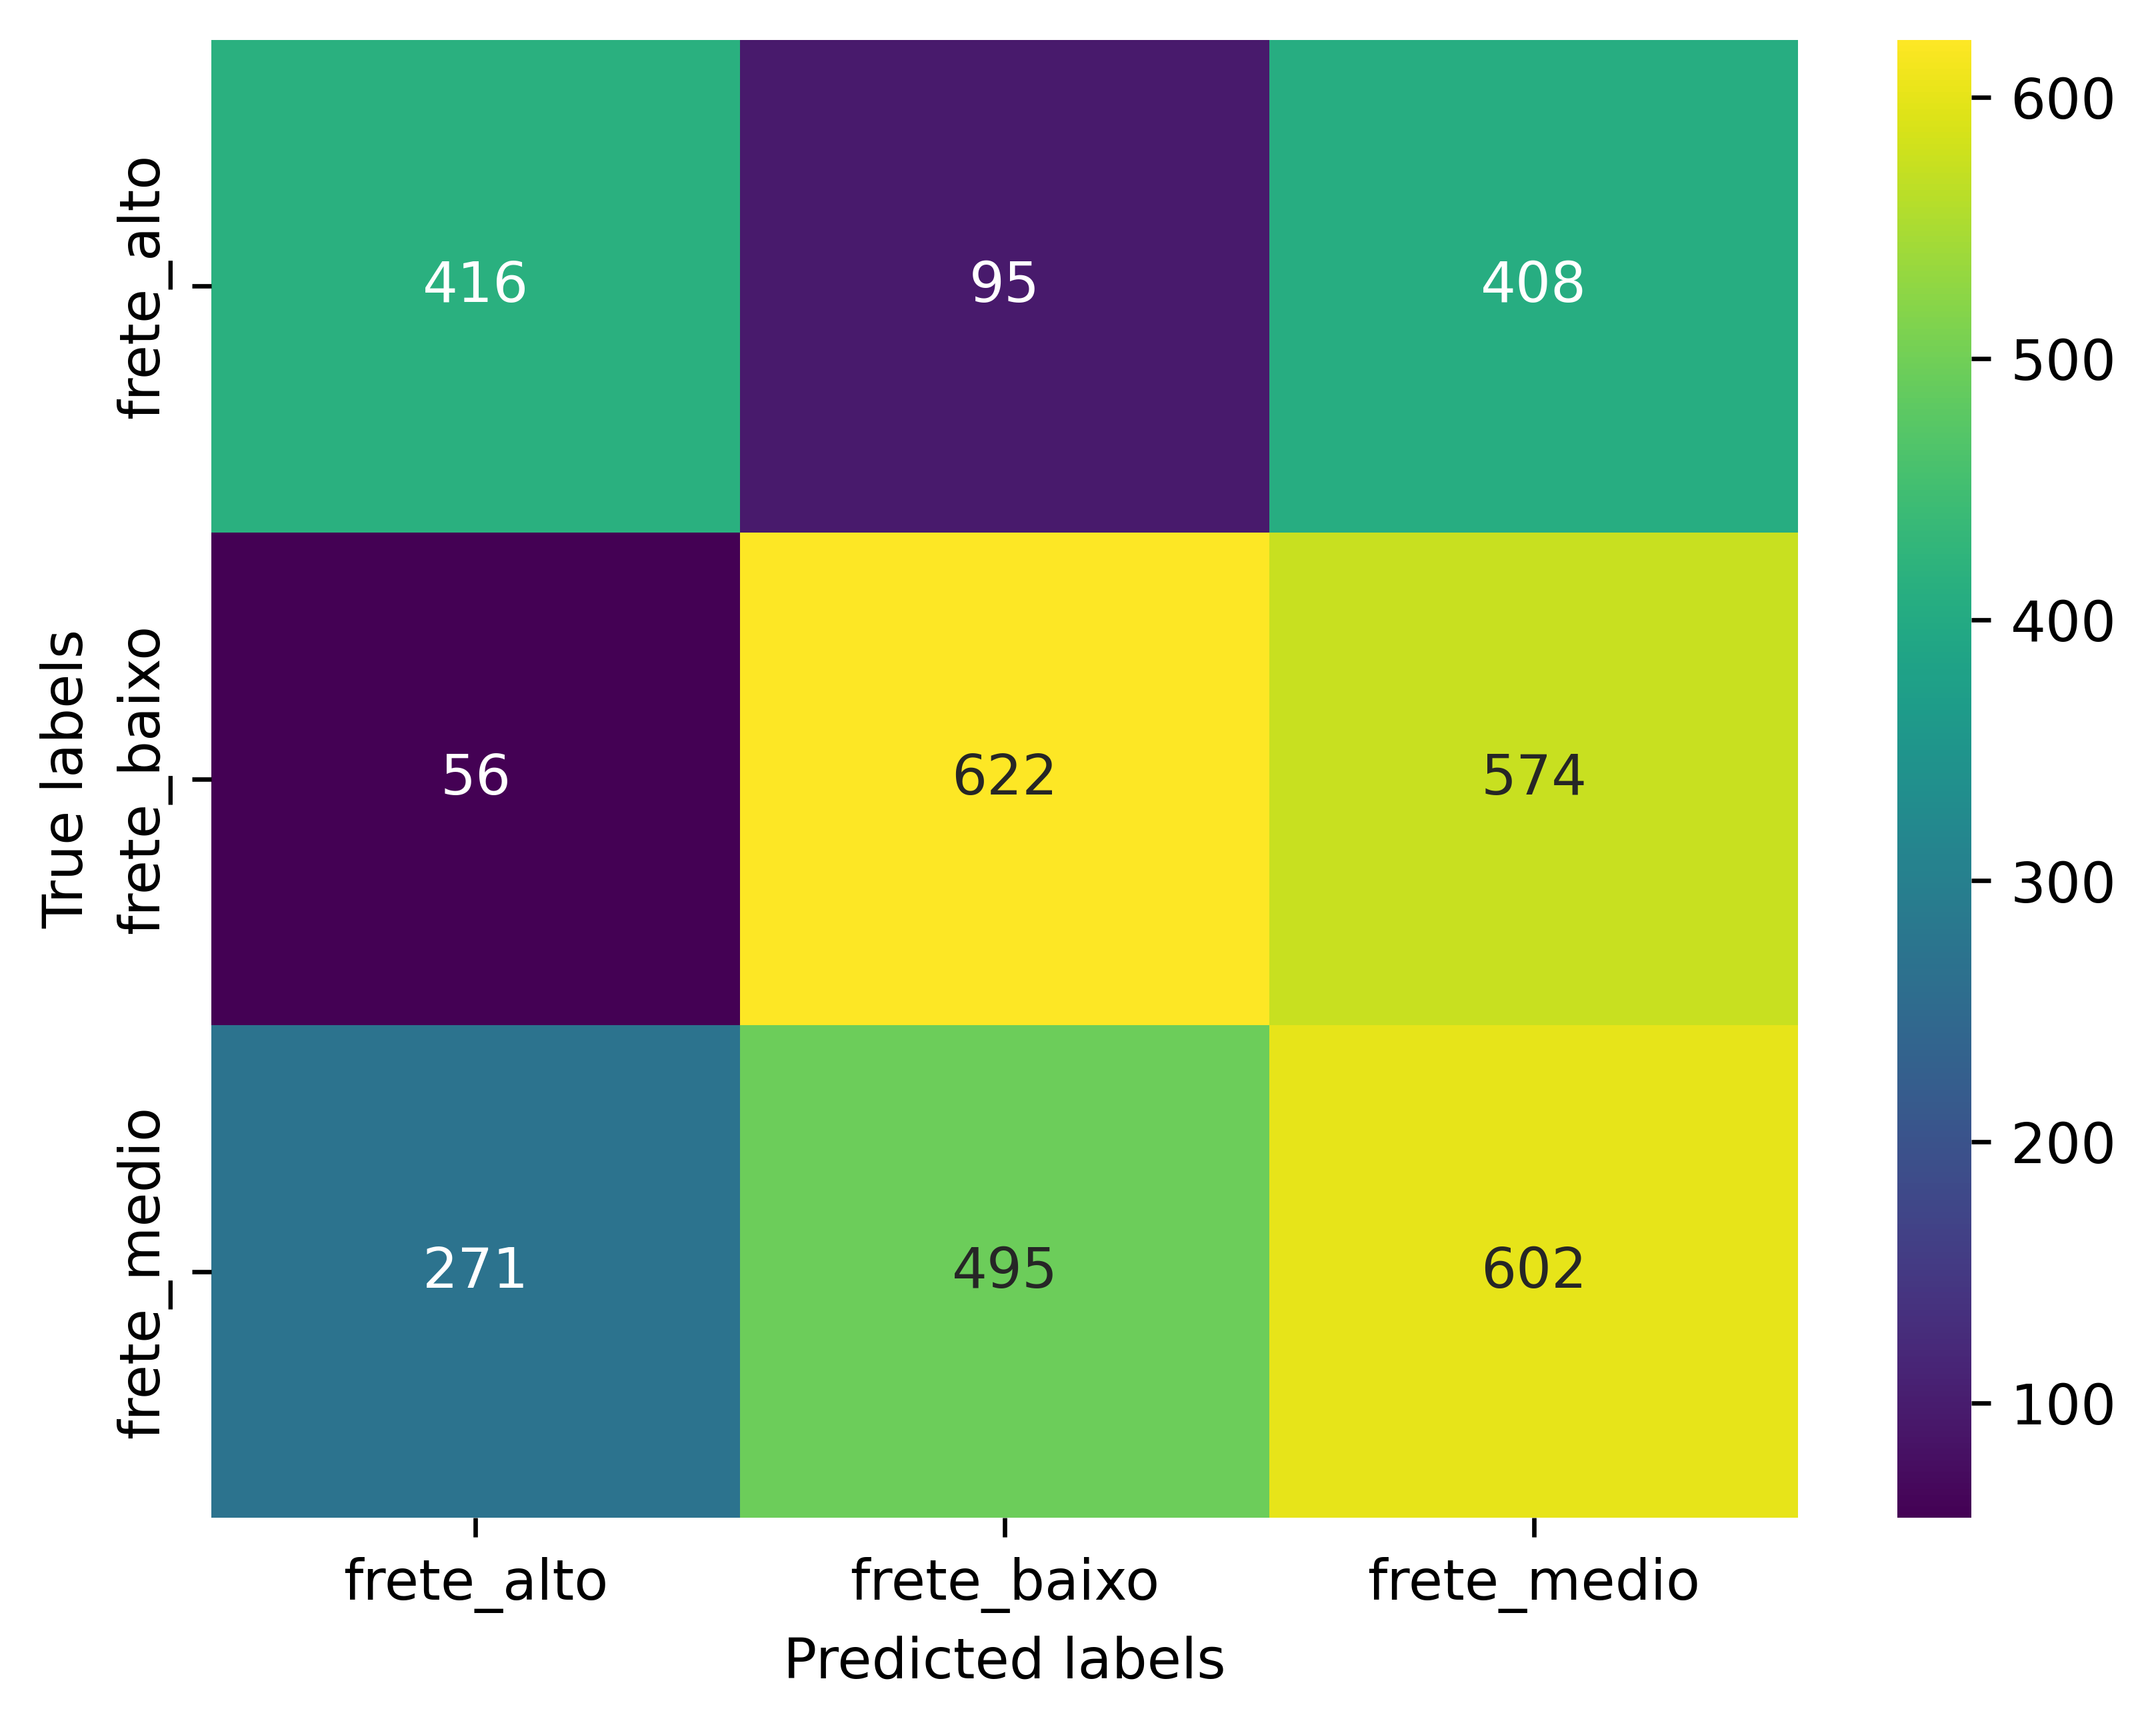 True labels
frete_alto
416 95 408
frete_baixo
56 622 574
frete_medio
271 495 602
frete_alto frete_baixo frete_medio
Predicted labels
600
500
400
300
200
100